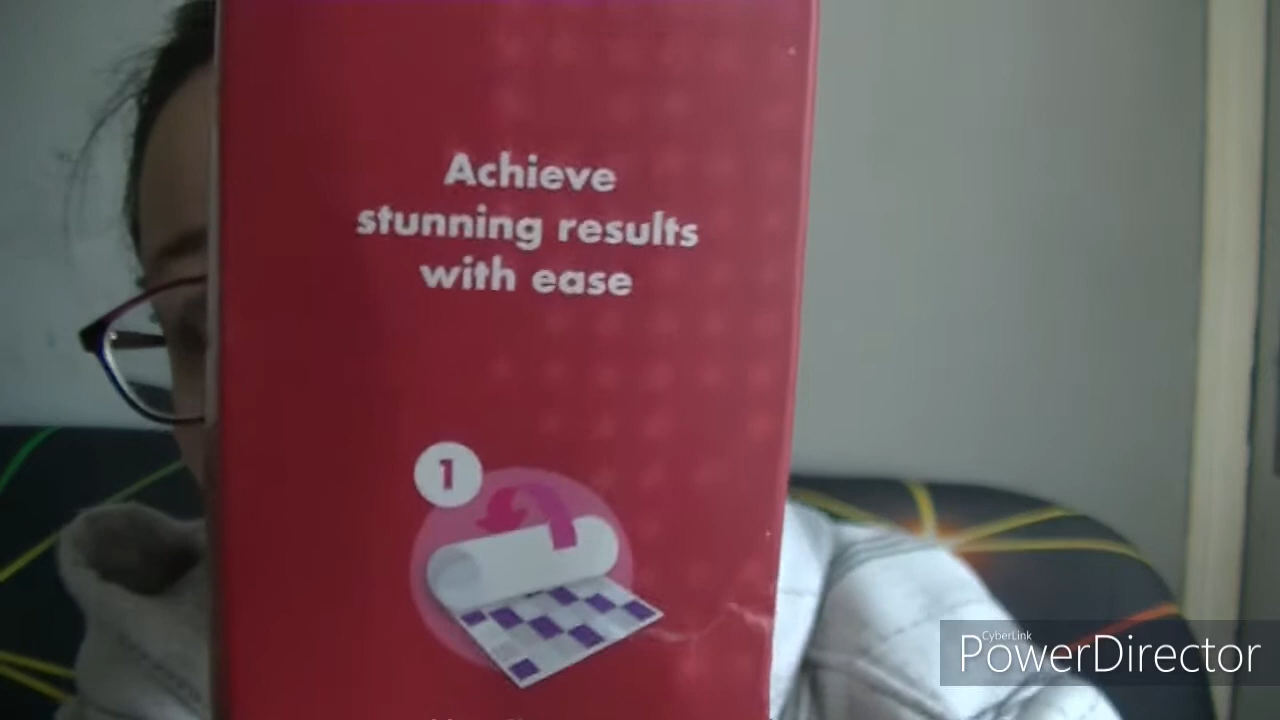 Achieve
stunning results
with ease
1
CyberLink
PowerDirector